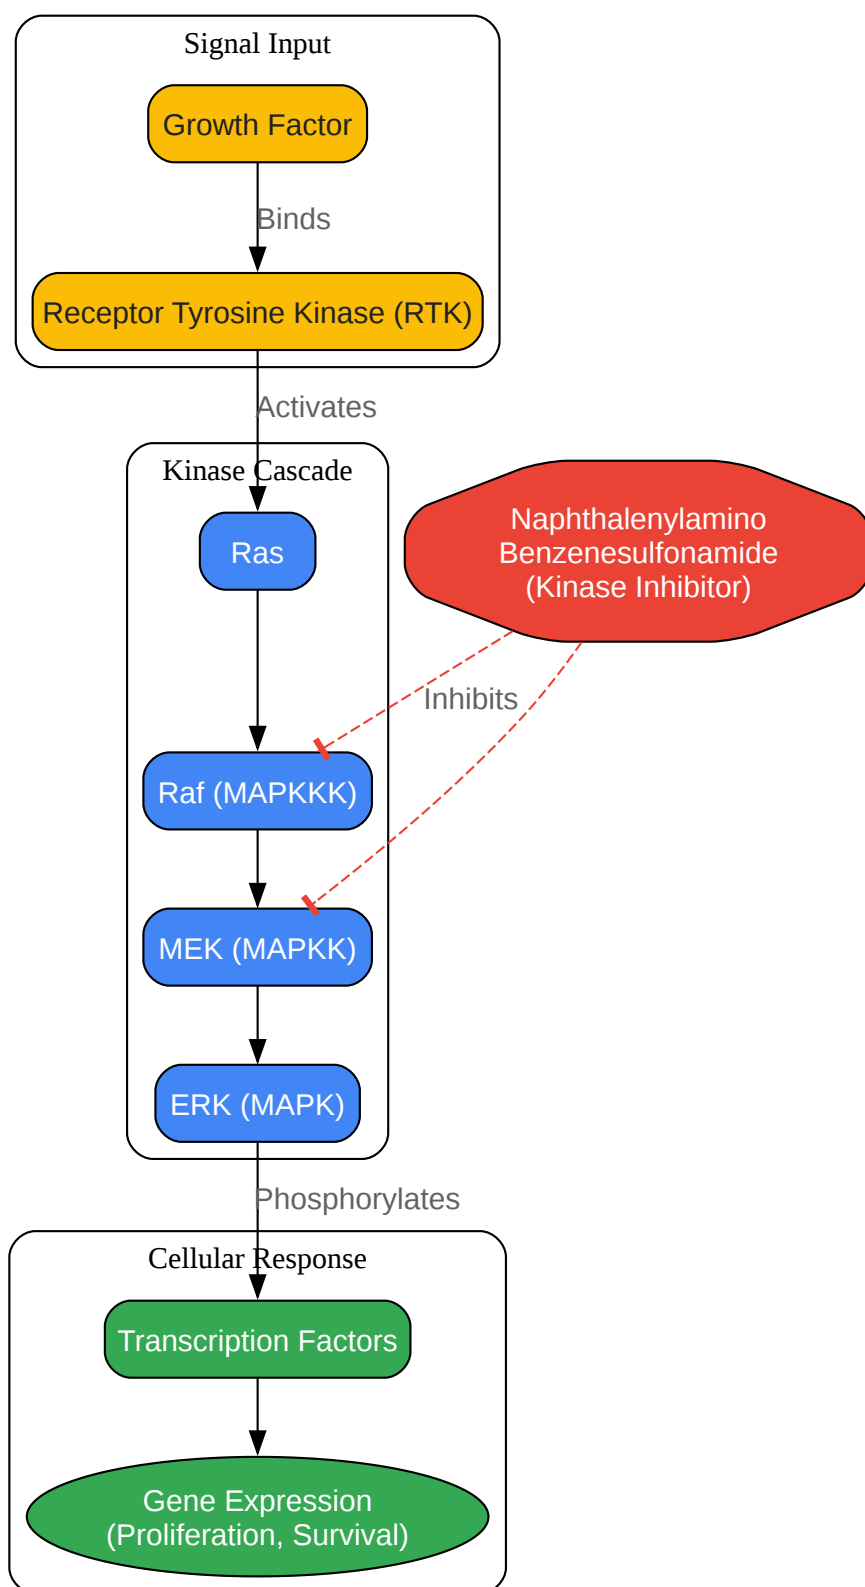 Signal Input
Growth Factor
Binds
Receptor Tyrosine Kinase (RTK)
Activates
Kinase Cascade
Ras
Naphthalenylamino
Benzenesulfonamide
(Kinase Inhibitor)
Inhibits
Raf (MAPKKK)
MEK (MAPKK)
ERK (MAPK)
Phosphorylates
Cellular Response
Transcription Factors
Gene Expression
(Proliferation, Survival)